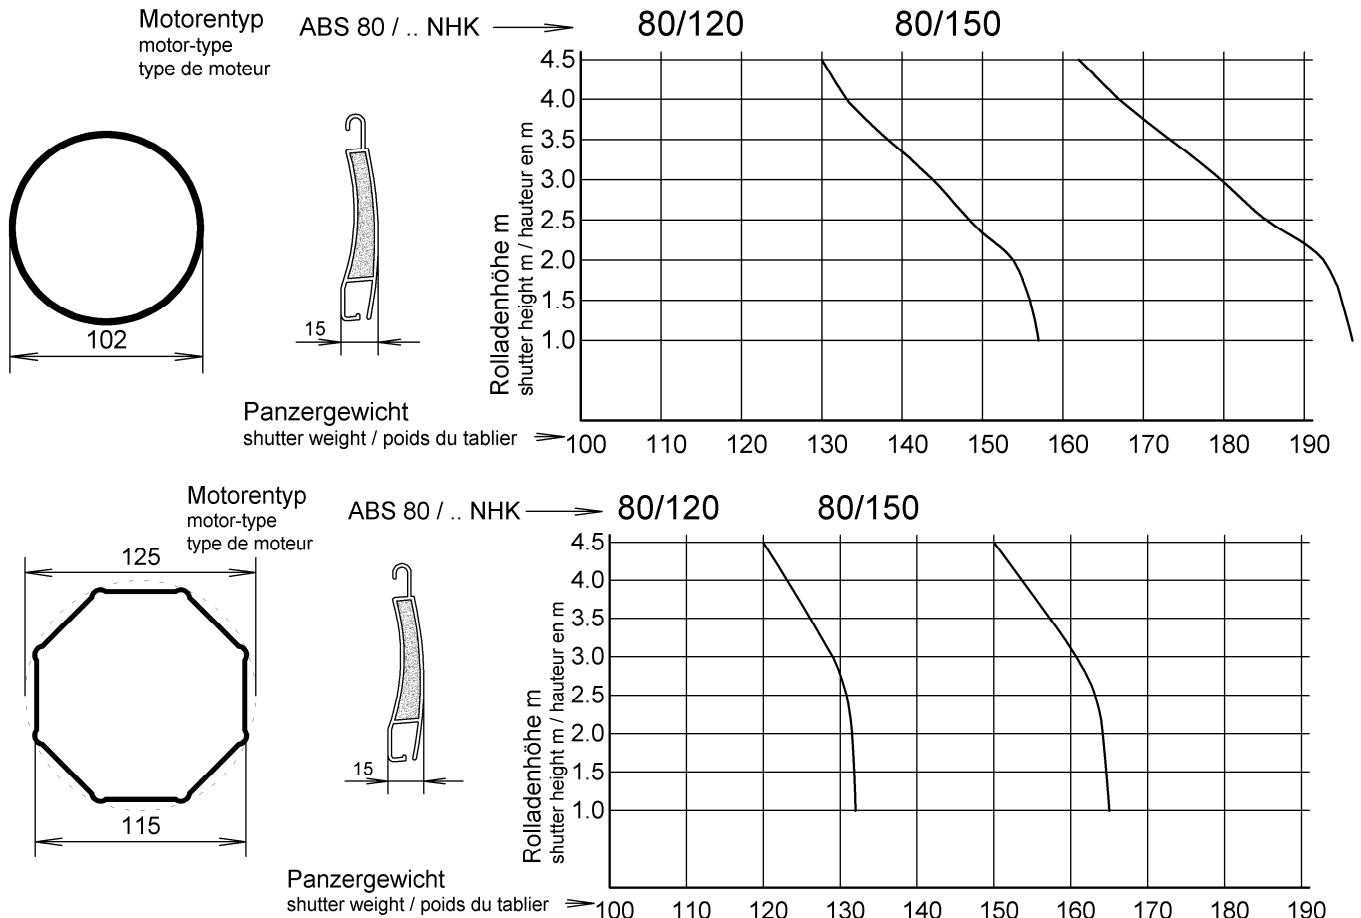 Motorentyp
motor-type
type de moteur
ABS 80 / .. NHK
80/120
80/150
102
15
Rolladenhöhe m
shutter height m / hauteur en m
4.5
4.0
3.5
3.0
2.5
2.0
1.5
1.0
Panzergewicht
shutter weight / poids du tablier
100 110 120 130 140 150 160 170 180 190
Motorentyp
motor-type
type de moteur
ABS 80 / .. NHK
80/120
80/150
125
115
15
Rolladenhöhe m
shutter height m / hauteur en m
4.5
4.0
3.5
3.0
2.5
2.0
1.5
1.0
Panzergewicht
shutter weight / poids du tablier
100 110 120 130 140 150 160 170 180 190